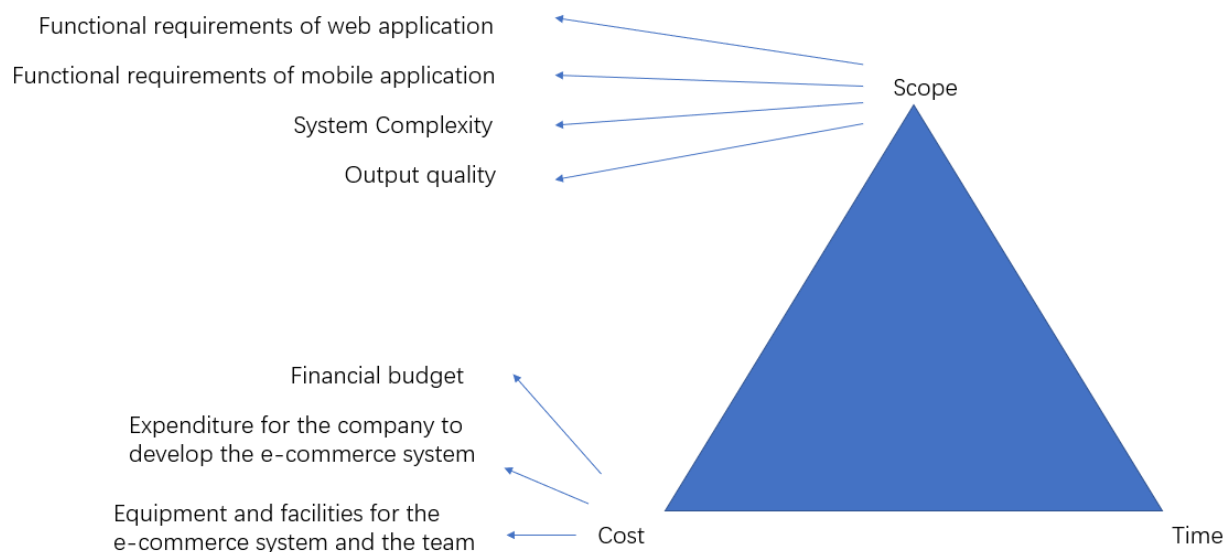 Functional requirements of web application
Functional requirements of mobile application
System Complexity
Output quality
Scope
Financial budget
Expenditure for the company to
develop the e-commerce system
Equipment and facilities for the
e-commerce system and the team
Cost
Time